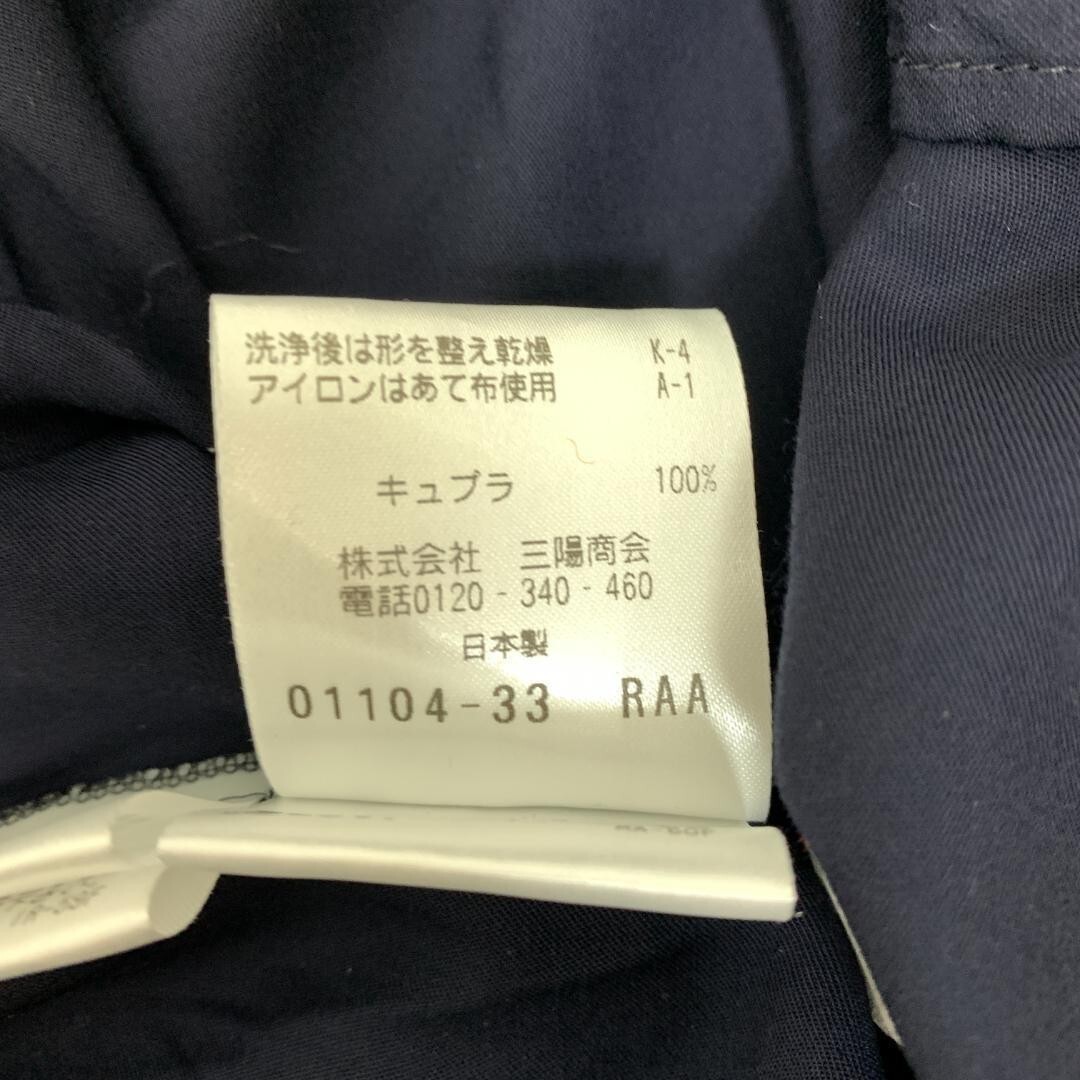 洗浄後は形を整え乾燥 K-4
アイロンはあて布使用 A-1
キュプラ 100%
株式会社 三陽商会
電話0120-340-460
日本製
01104-33 RAA